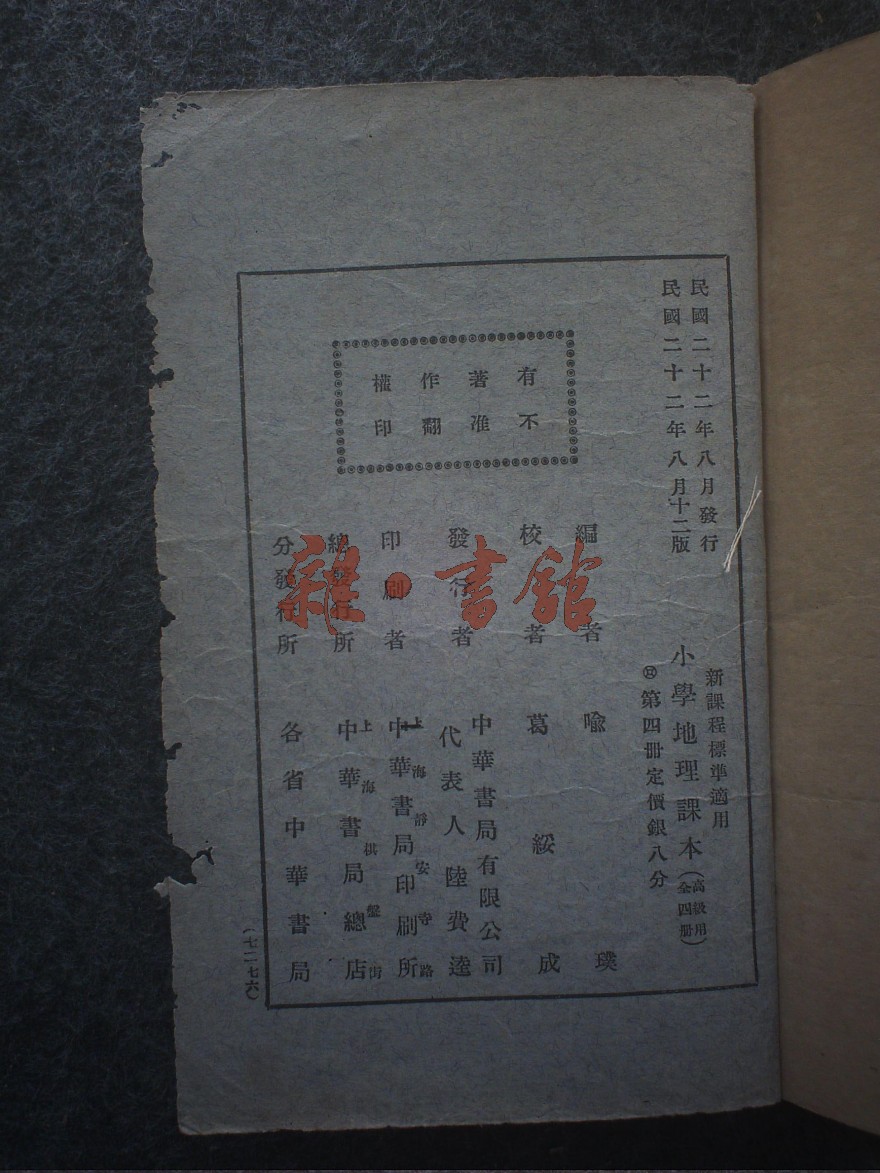 民國二十二年八月發行
民國二十二年八月十二版
新課程標準適用
小學地理課本(高級用全四冊)
第四冊定價銀八分
有著作權
不准翻印
編者 喩璞
校者 葛綏成
發行者 中華書局有限公司
代表人陸費逵
印刷者 上海靜安寺路
中華書局印刷所
總發行所 上海棋盤街
中華書局總店
分發行所 各省中華書局
(七一七六)
雜·書館